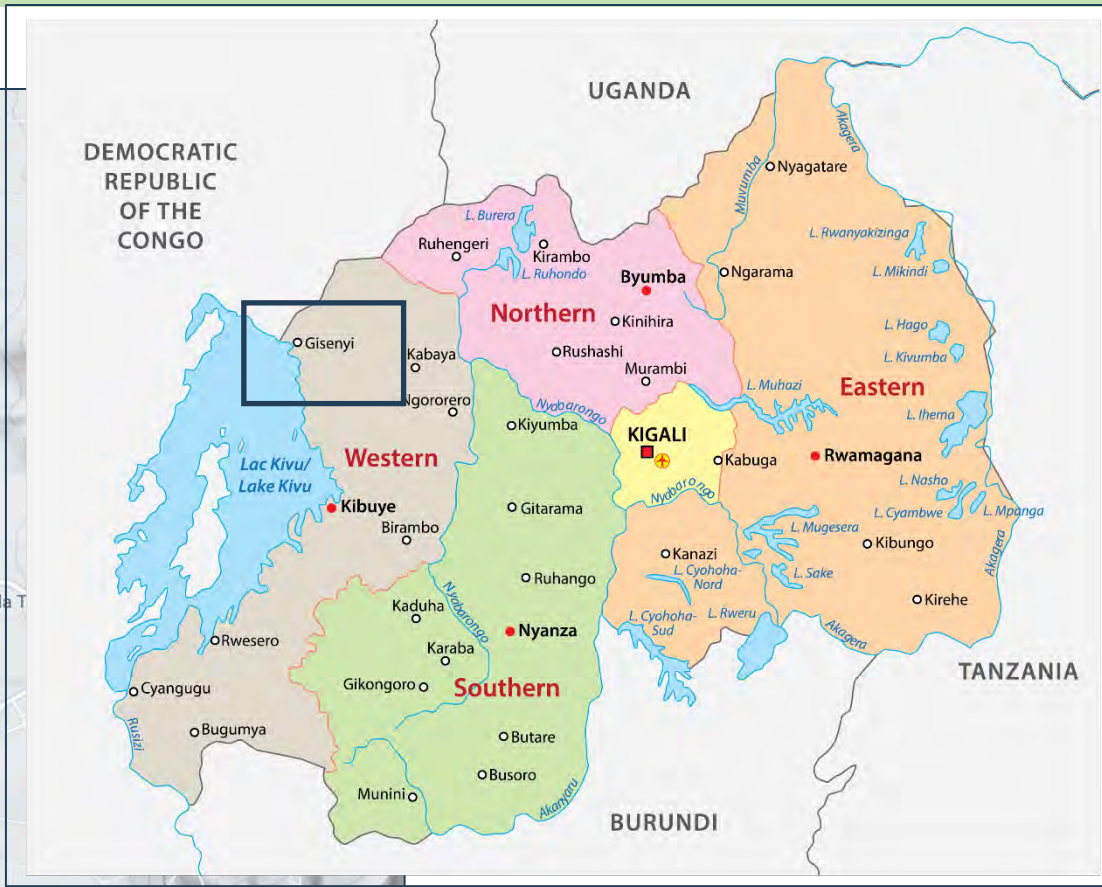 UGANDA
DEMOCRATIC
REPUBLIC
OF THE
CONGO
Akagera
Muvumba
Nyagatare
L. Burera
Ruhengeri
Kirambo
L. Ruhondo
L. Rwanyakizinga
L. Mikindi
Ngarama
Byumba
Northern
Kinihira
Rushashi
Murambi
L. Hago
L. Kivumba
Gisenyi
Kabaya
Ngororero
L. Muhazi
Eastern
L. Ihema
Nyabarongo
Kiyumba
KIGALI
Kabuga
Rwamagana
Western
Lac Kivu/
Lake Kivu
Kibuye
Birambo
Gitarama
Nyabarongo
L. Nasho
L. Cyambwe
L. Mpanga
L. Mugesera
Kibungo
Akagera
Kanazi
L. Cyohoha-
Nord
L. Sake
Ruhango
Nyabarongo
Kaduha
Kirehe
L. Cyohoha-
Sud
L. Rweru
Akagera
Nyanza
Rwesero
Karaba
Gikongoro
Southern
TANZANIA
Cyangugu
Rusizi
Bugumya
Butare
Busoro
Munini
Akanyaru
BURUNDI
la T